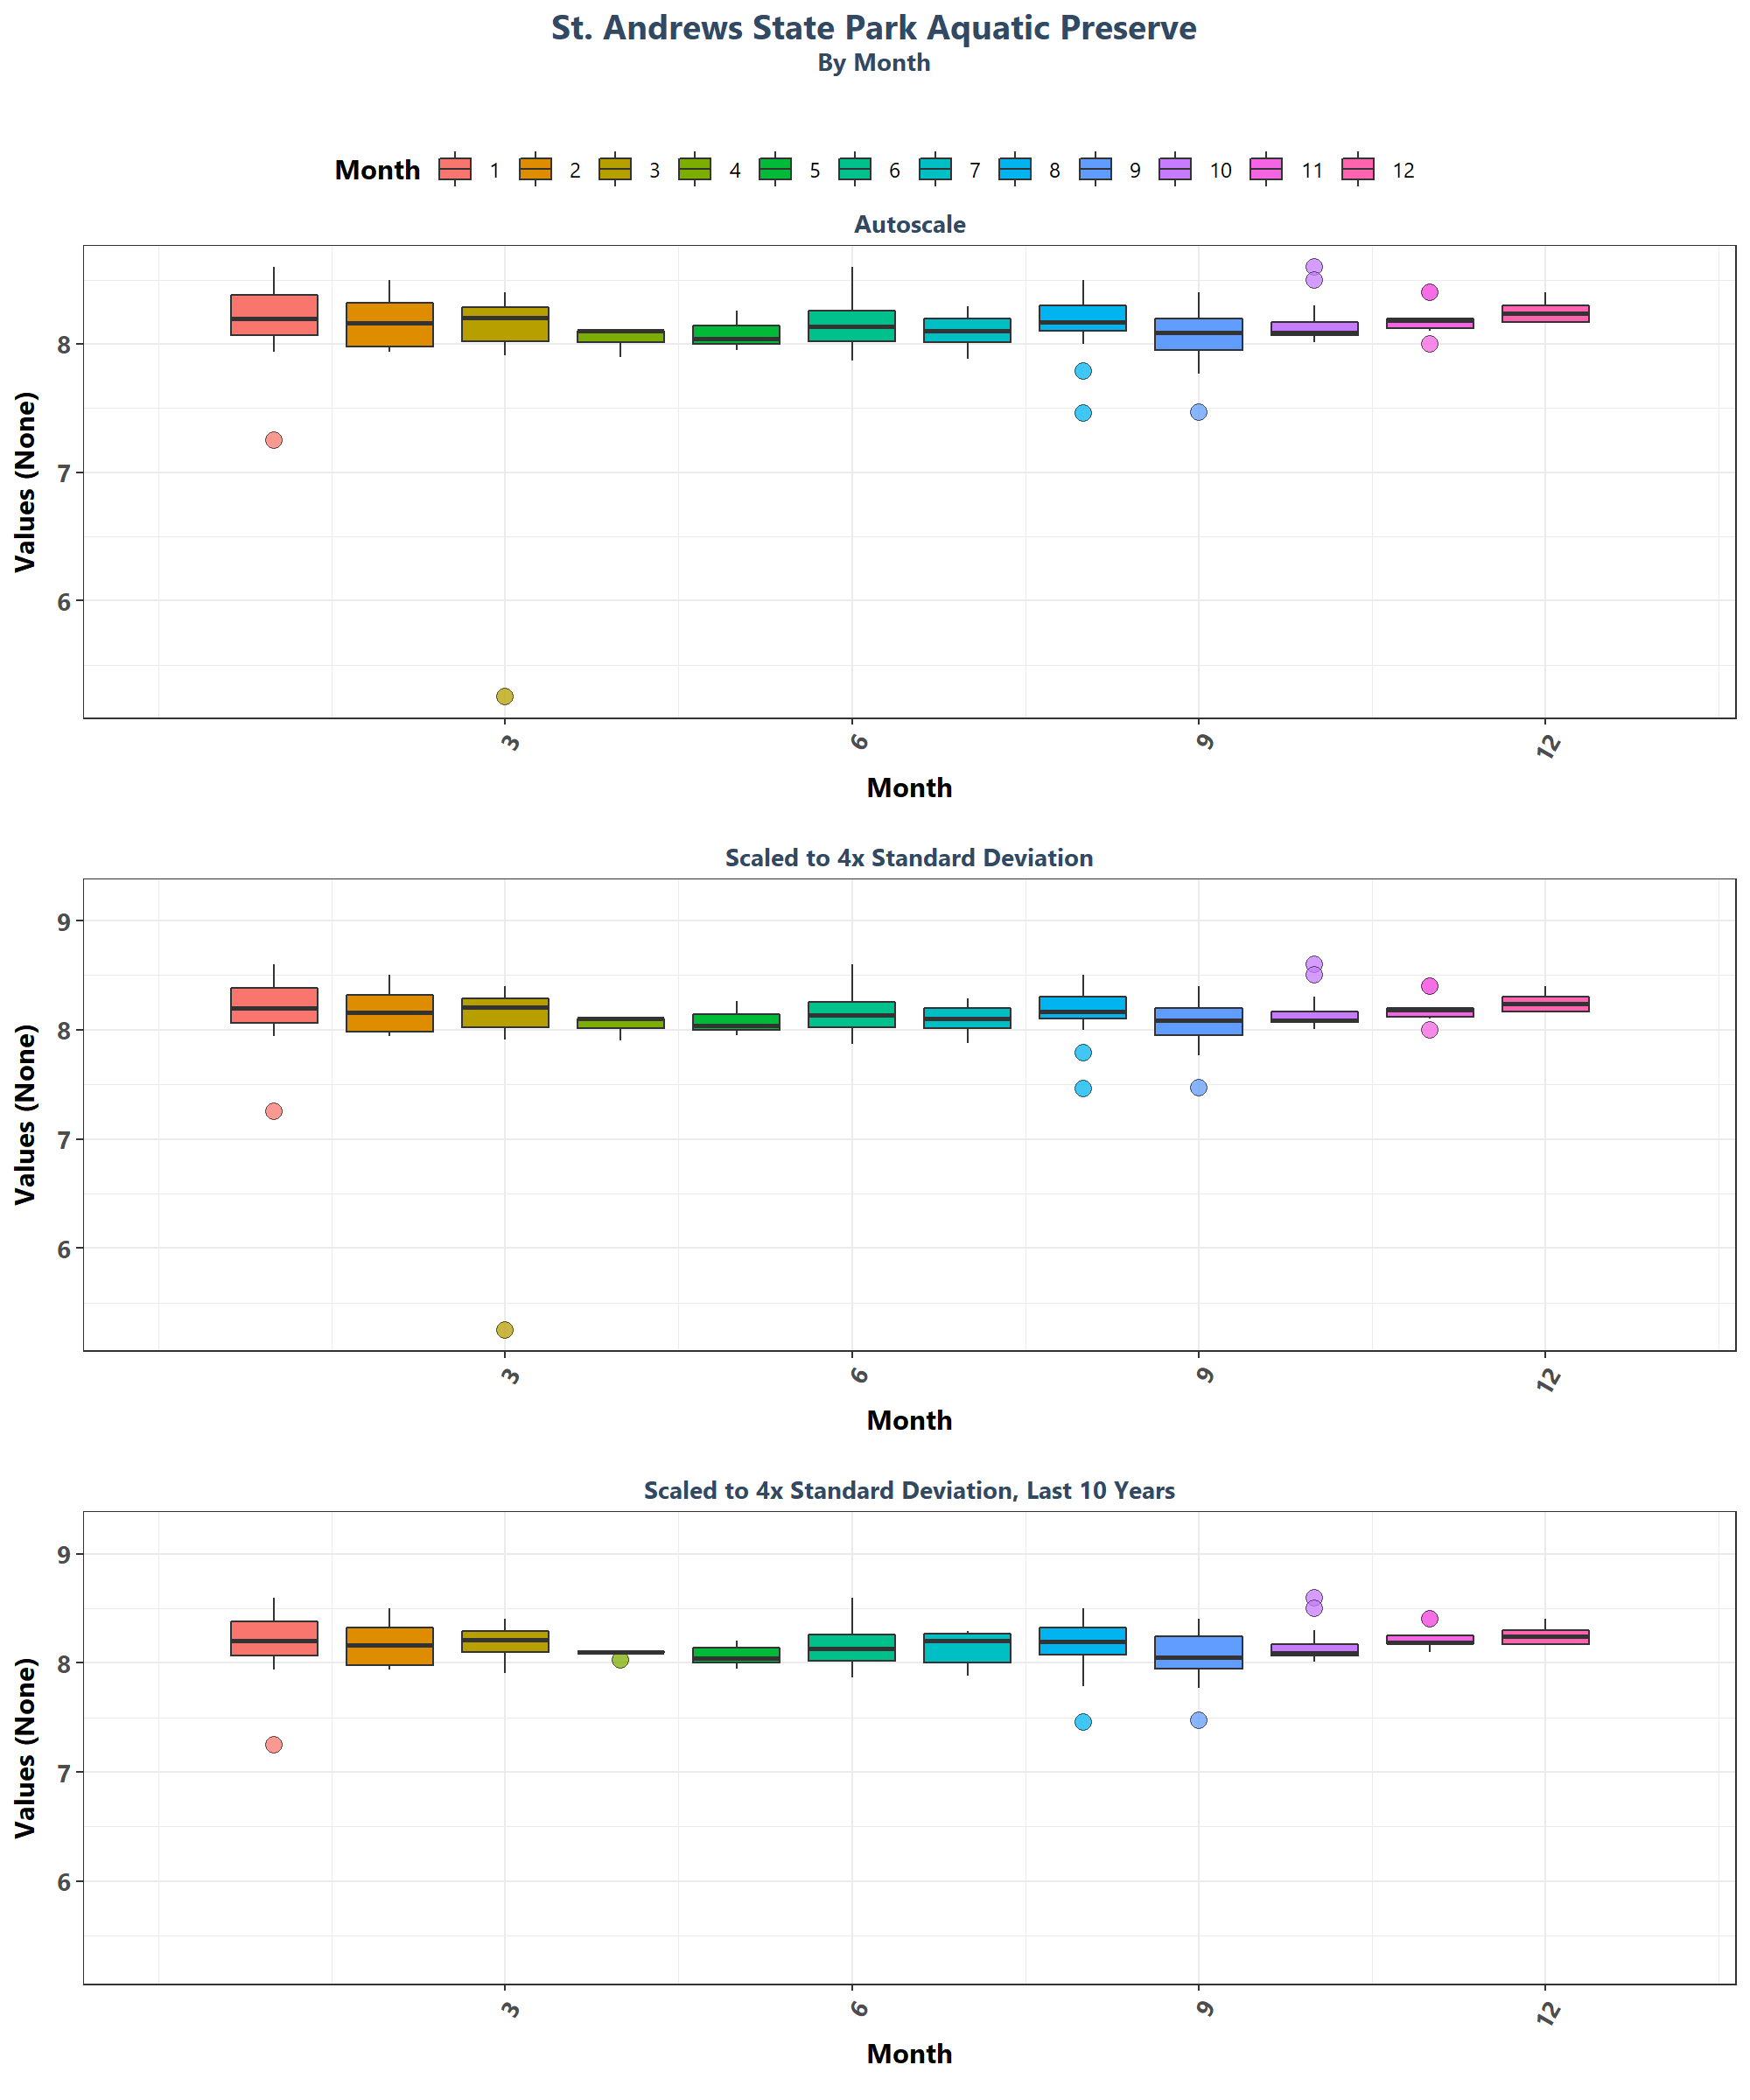 St. Andrews State Park Aquatic Preserve
By Month
Month 1 2 3 4 5 6 7 8 9 10 11 12
Autoscale
Values (None)
8
7
6
3 6 9 12
Month
Scaled to 4x Standard Deviation
Values (None)
9
8
7
6
3 6 9 12
Month
Scaled to 4x Standard Deviation, Last 10 Years
Values (None)
9
8
7
6
3 6 9 12
Month